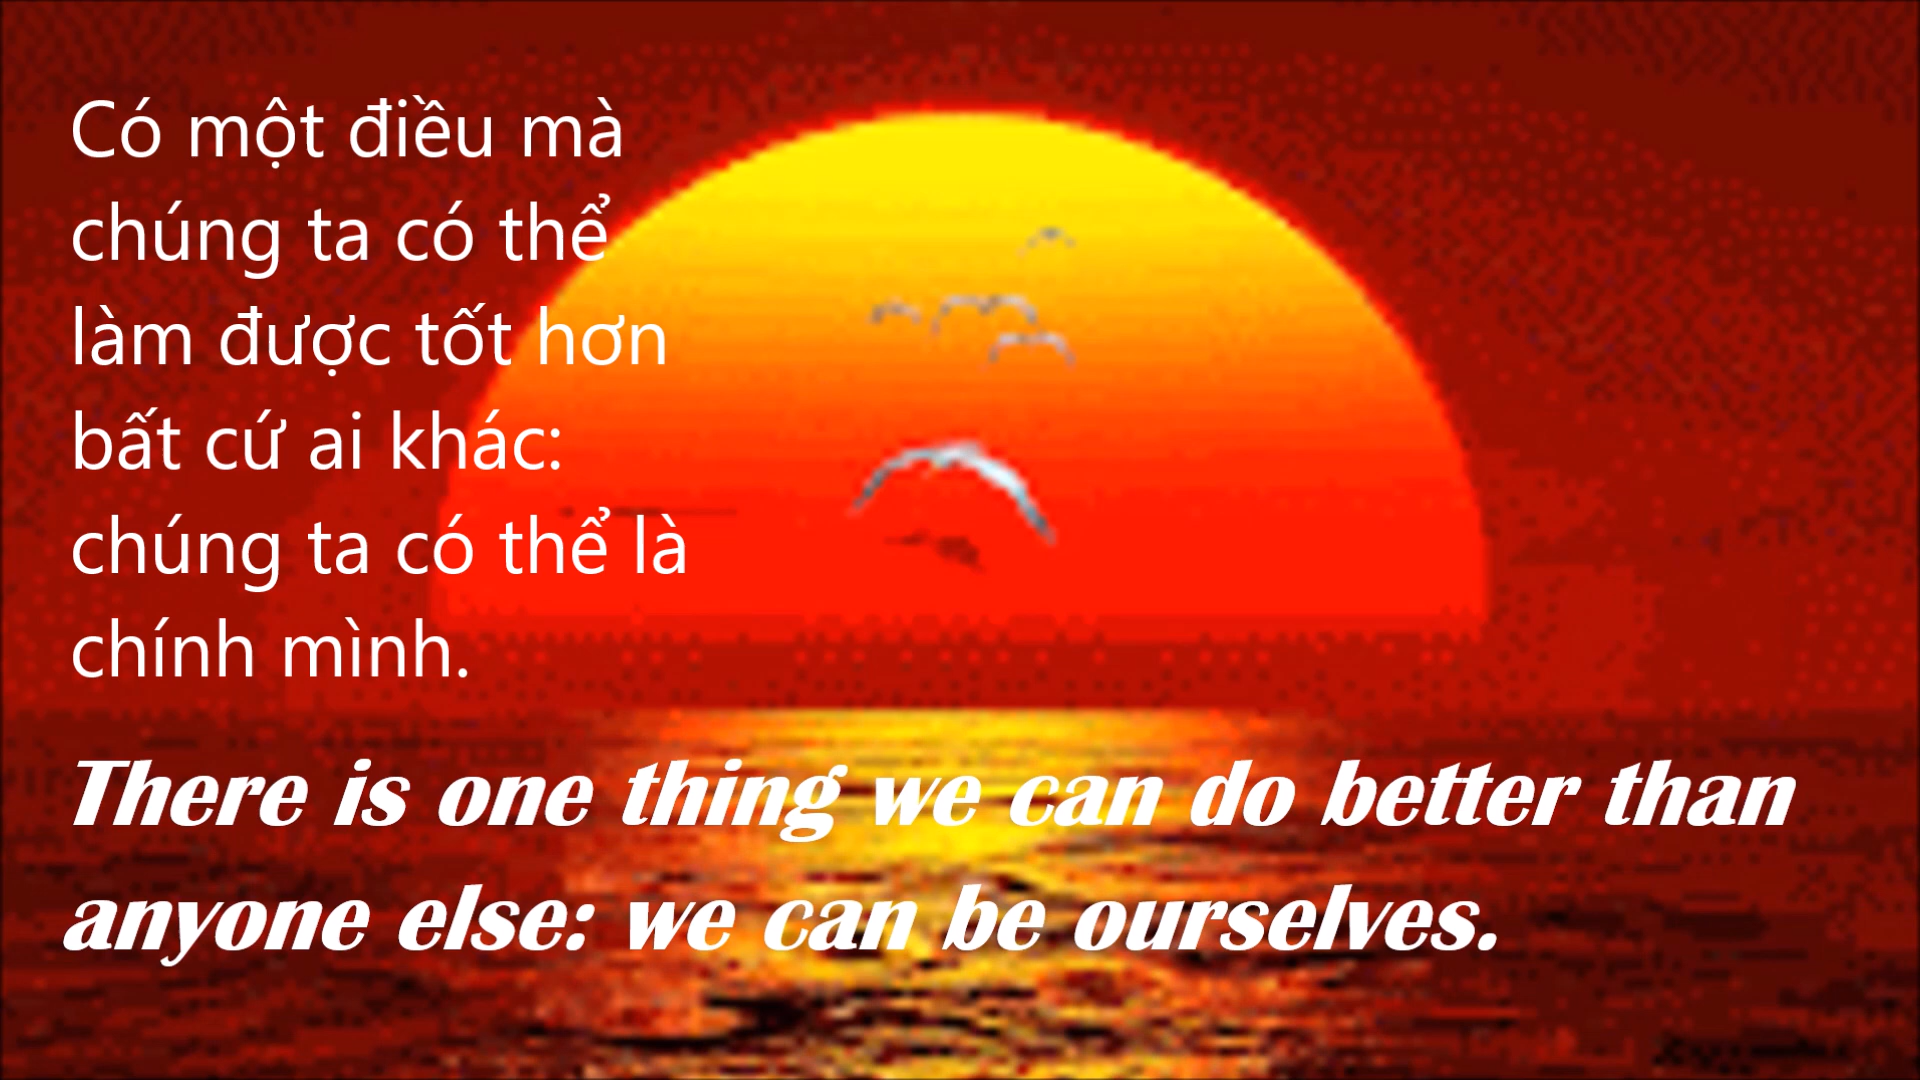 Có một điều mà
chúng ta có thể
làm được tốt hơn
bất cứ ai khác:
chúng ta có thể là
chính mình.
There is one thing we can do better than
anyone else: we can be ourselves.